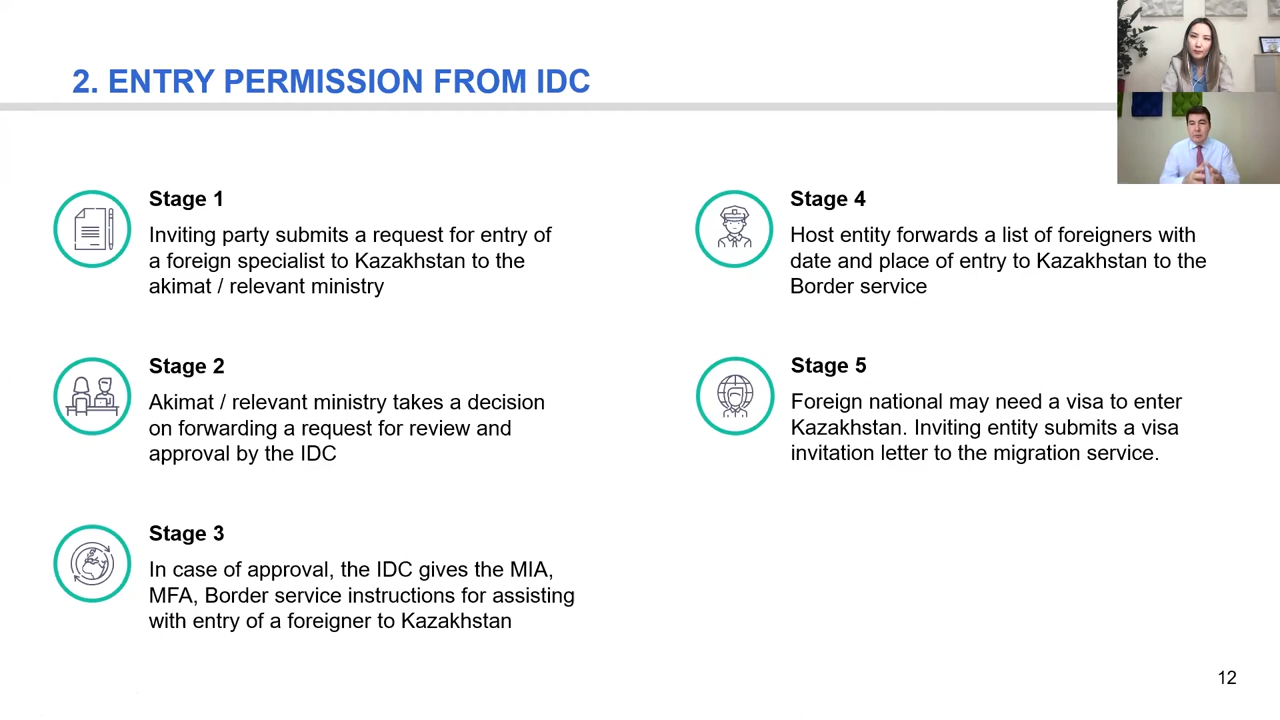 2. ENTRY PERMISSION FROM IDC
Stage 1
Inviting party submits a request for entry of
a foreign specialist to Kazakhstan to the
akimat / relevant ministry
Stage 2
Akimat / relevant ministry takes a decision
on forwarding a request for review and
approval by the IDC
Stage 3
In case of approval, the IDC gives the MIA,
MFA, Border service instructions for assisting
with entry of a foreigner to Kazakhstan
Stage 4
Host entity forwards a list of foreigners with
date and place of entry to Kazakhstan to the
Border service
Stage 5
Foreign national may need a visa to enter
Kazakhstan. Inviting entity submits a visa
invitation letter to the migration service.
12